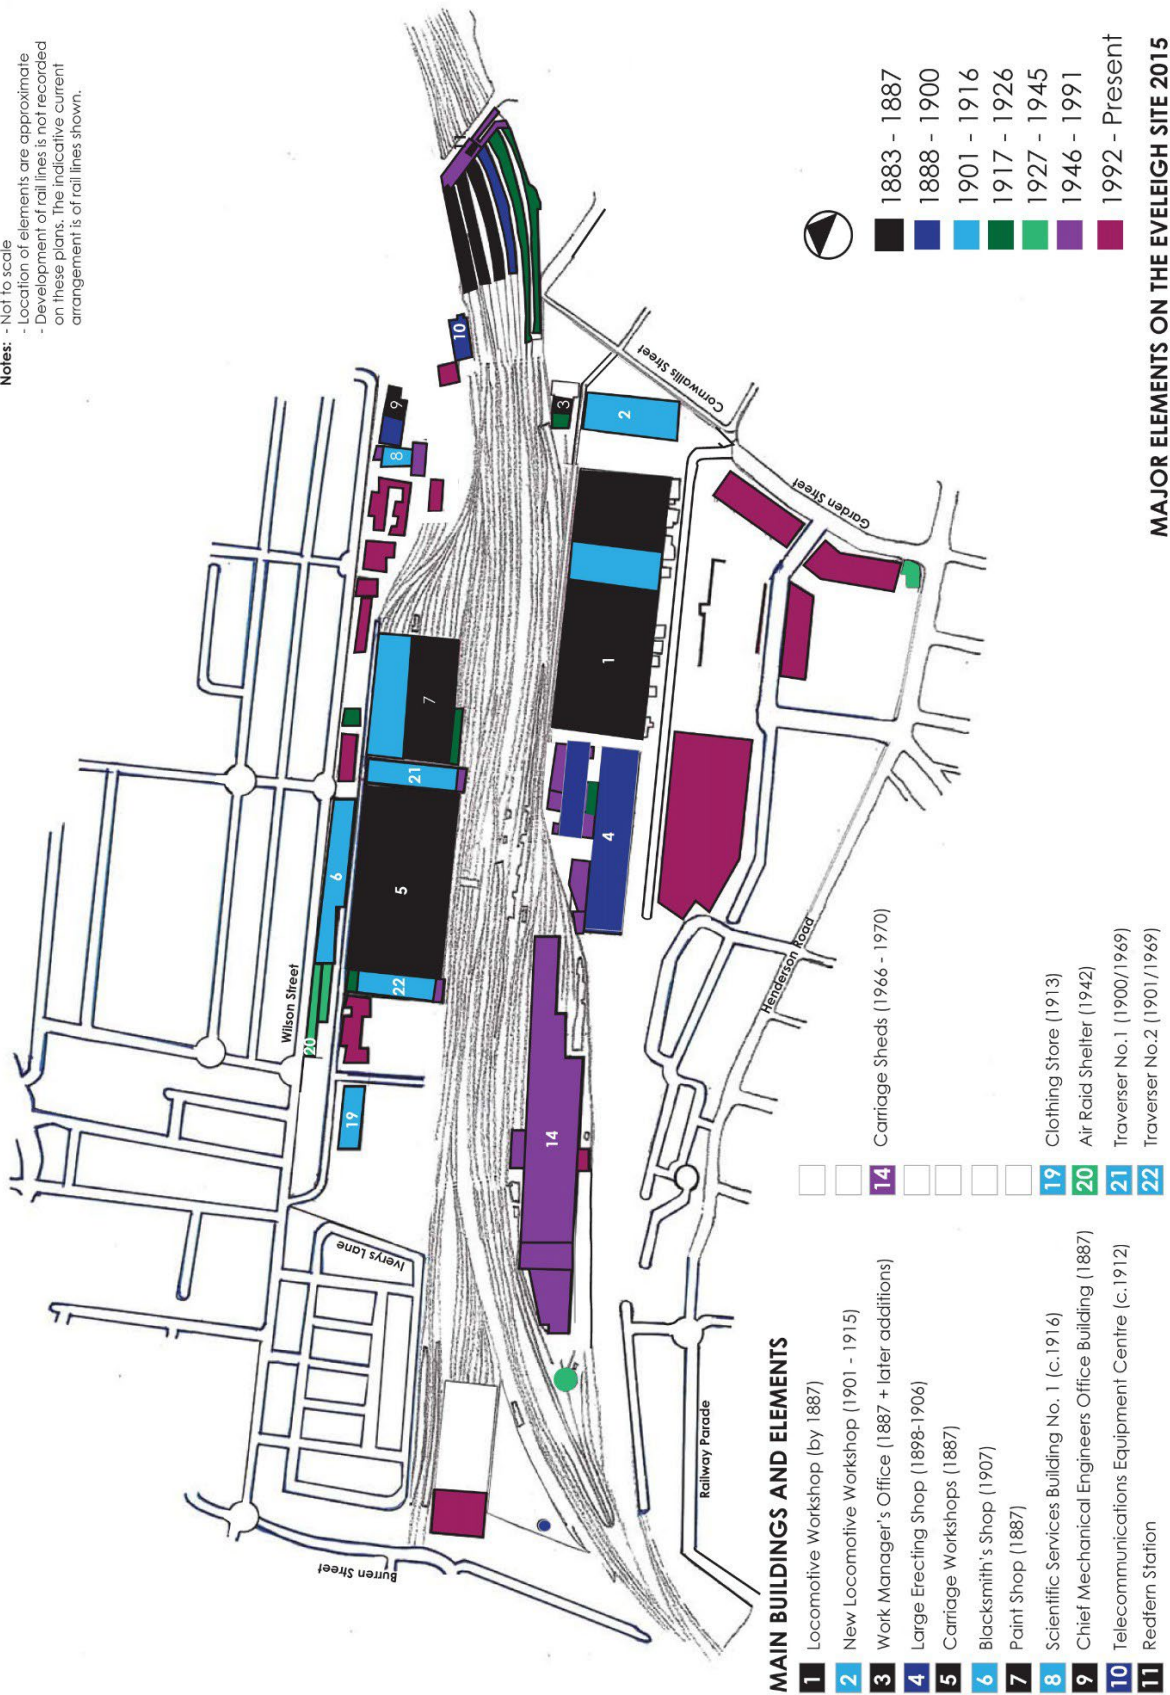 Notes: - Not to scale
- Location of elements are approximate
- Development of rail lines is not recorded
on these plans. The indicative current
arrangement is of rail lines shown.
1883 - 1887
1888 - 1900
1901 - 1916
1917 - 1926
1927 - 1945
1946 - 1991
1992 - Present
MAJOR ELEMENTS ON THE EVELEIGH SITE 2015
Burren Street
Iverys Lane
Wilson Street
Railway Parade
Henderson Road
Garden Street
Cornwallis Street
19
20
22
6
5
21
7
8
9
10
11
14
4
1
3
2
MAIN BUILDINGS AND ELEMENTS
1 Locomotive Workshop (by 1887)
2 New Locomotive Workshop (1901 - 1915)
3 Work Manager's Office (1887 + later additions)
4 Large Erecting Shop (1898-1906)
5 Carriage Workshops (1887)
6 Blacksmith's Shop (1907)
7 Paint Shop (1887)
8 Scientific Services Building No. 1 (c.1916)
9 Chief Mechanical Engineers Office Building (1887)
10 Telecommunications Equipment Centre (c.1912)
11 Redfern Station
14 Carriage Sheds (1966 - 1970)
19 Clothing Store (1913)
20 Air Raid Shelter (1942)
21 Traverser No.1 (1900/1969)
22 Traverser No.2 (1901/1969)